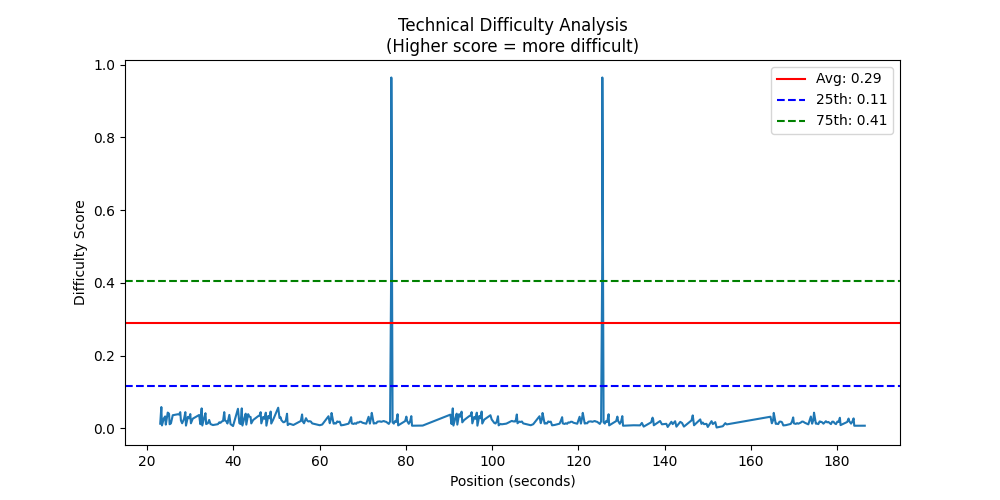 Technical Difficulty Analysis
(Higher score = more difficult)
Difficulty Score
1.0
0.8
0.6
0.4
0.2
0.0
Avg: 0.29
25th: 0.11
75th: 0.41
20 40 60 80 100 120 140 160 180
Position (seconds)